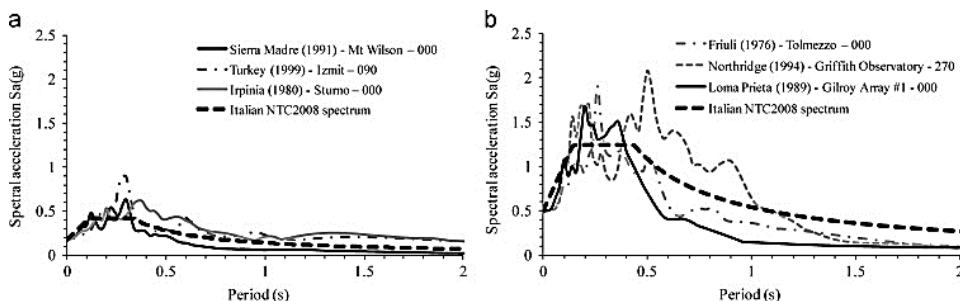 a
2.5
2
1.5
1
0.5
0
Spetral acceleration Sa(g)
Sierra Madre (1991) - Mt Wilson – 000
Turkey (1999) - Izmit - 090
Irpinia (1980) - Sturno – 000
Italian NTC2008 spectrum
0 0.5 1 1.5 2
Period (s)
b
2.5
2
1.5
1
0.5
0
Spectral acceleration Sa(g)
Friuli (1976) - Tolmezzo – 000
Northridge (1994) - Griffith Observatory - 270
Loma Prieta (1989) - Gilroy Array #1 - 000
Italian NTC2008 spectrum
0 0.5 1 1.5 2
Period (s)